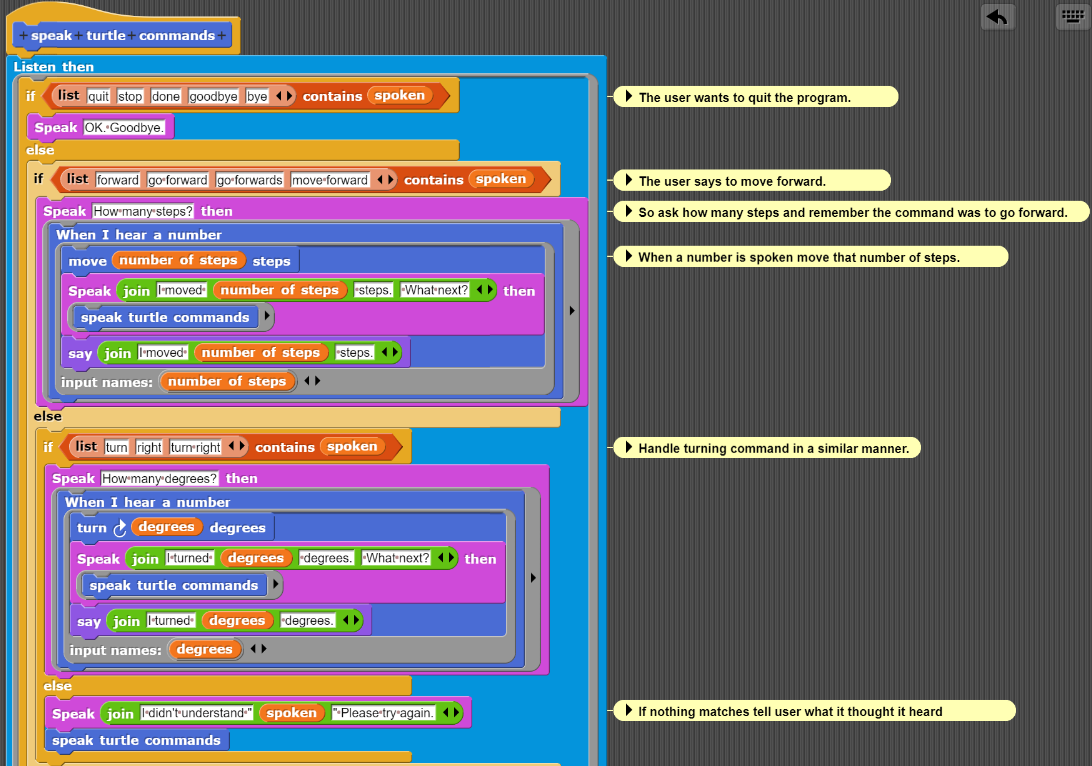 + speak + turtle + commands +
Listen then
if list quit stop done goodbye bye contains spoken
The user wants to quit the program.
Speak OK. Goodbye.
else
if list forward go forward go forwards move forward contains spoken
The user says to move forward.
Speak How many steps? then
So ask how many steps and remember the command was to go forward.
When I hear a number
When a number is spoken move that number of steps.
move number of steps steps
Speak join I moved number of steps steps. What next? then
speak turtle commands
say join I moved number of steps steps.
input names: number of steps
else
if list turn right turn right contains spoken
Handle turning command in a similar manner.
Speak How many degrees? then
When I hear a number
turn degrees degrees
Speak join I turned degrees degrees. What next? then
speak turtle commands
say join I turned degrees degrees.
input names: degrees
else
Speak join I didn't understand " spoken " Please try again.
If nothing matches tell user what it thought it heard
speak turtle commands